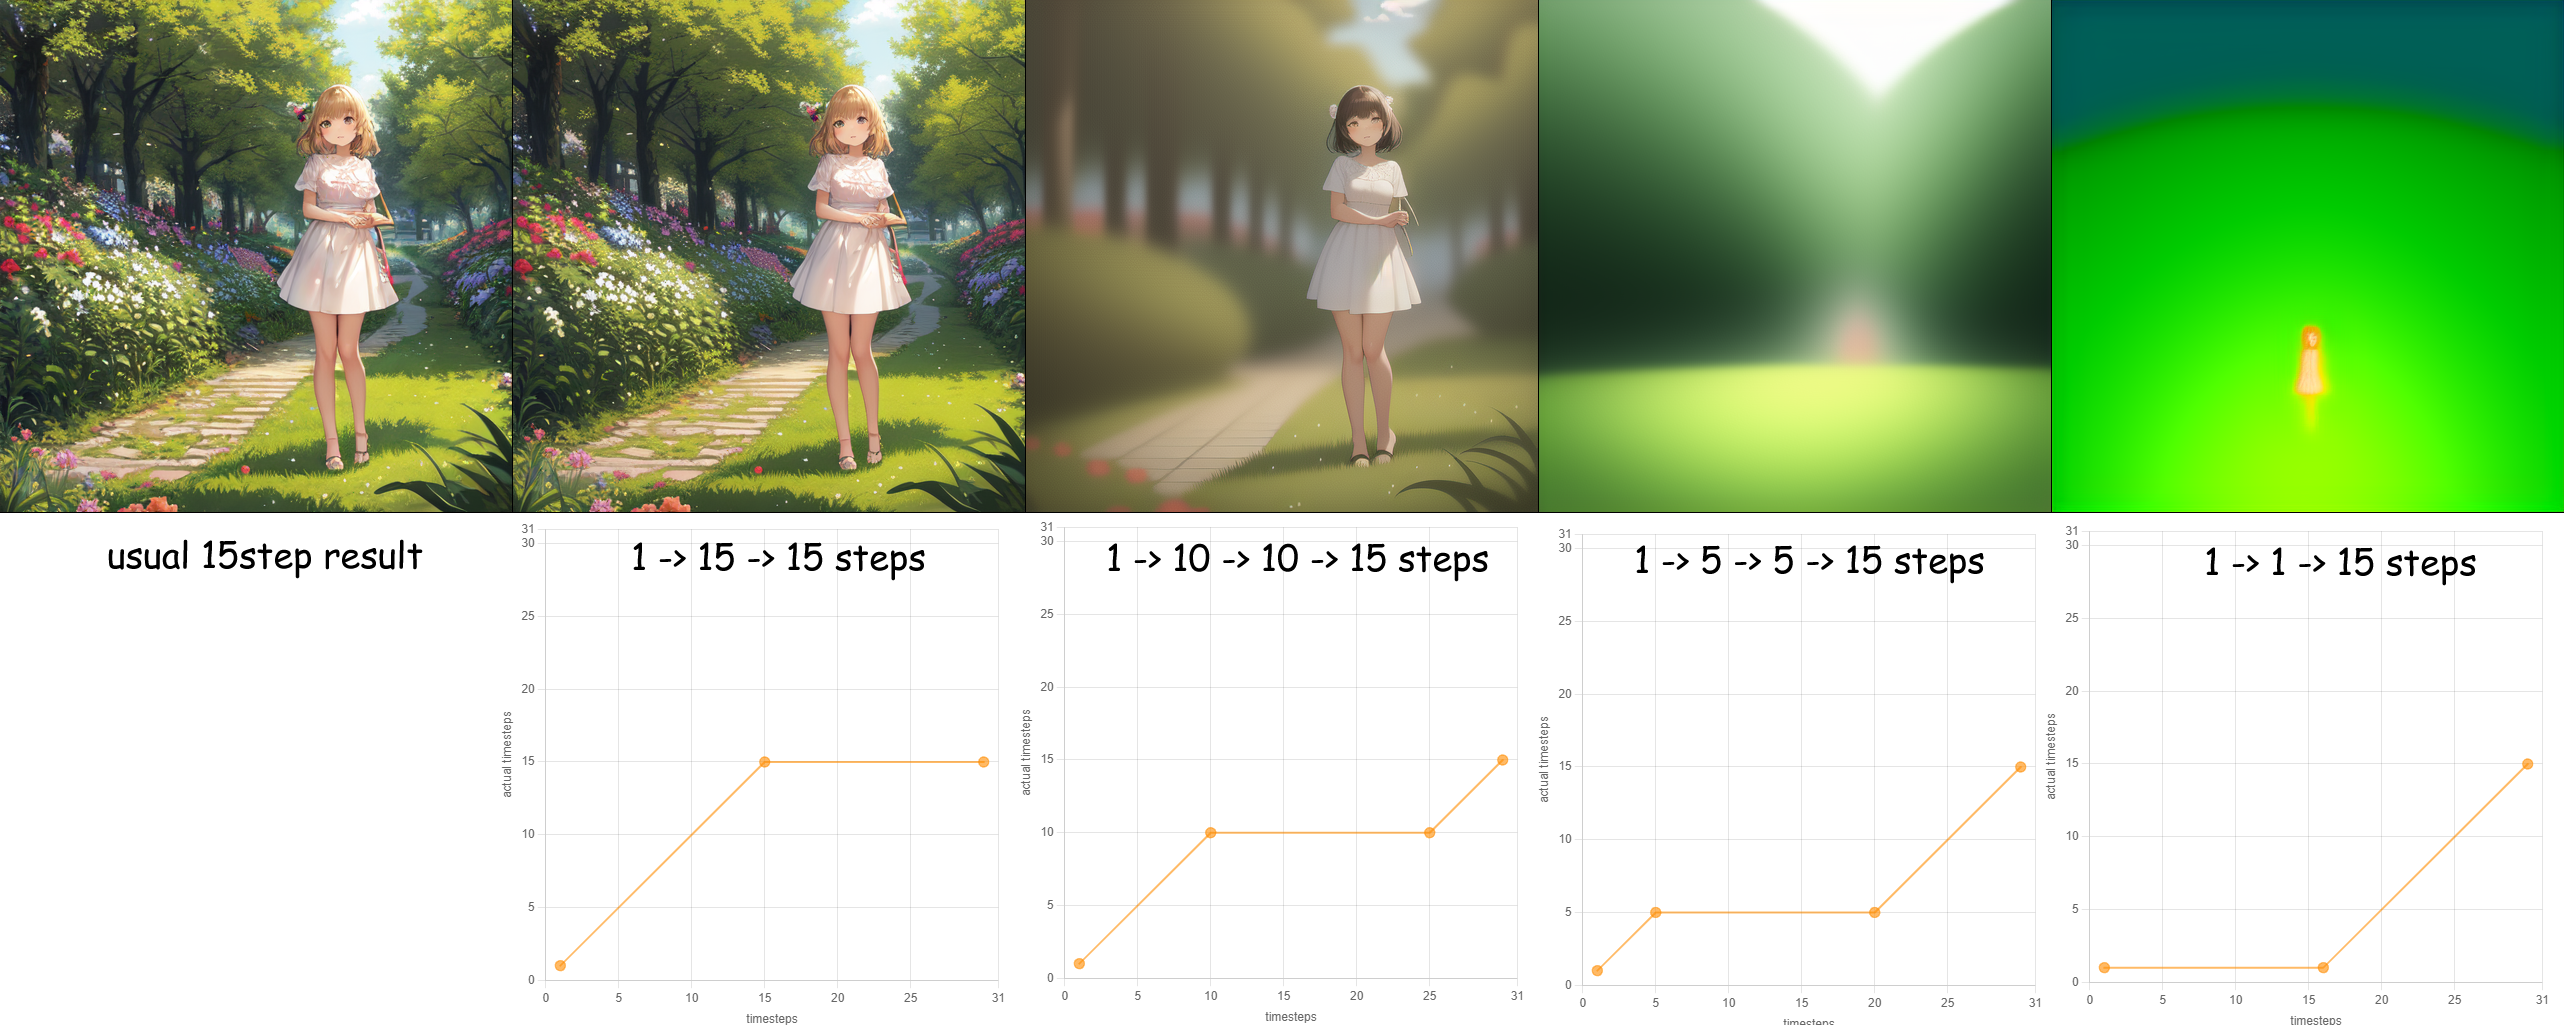 usual 15step result
1 -> 15 -> 15 steps
31
30
25
20
15
10
5
0
actual timesteps
0 5 10 15 20 25 31
timesteps
1 -> 10 -> 10 -> 15 steps
31
30
25
20
15
10
5
0
actual timesteps
0 5 10 15 20 25 31
timesteps
1 -> 5 -> 5 -> 15 steps
31
30
25
20
15
10
5
0
actual timesteps
0 5 10 15 20 25 31
timesteps
1 -> 1 -> 15 steps
31
30
25
20
15
10
5
0
actual timesteps
0 5 10 15 20 25 31
timesteps